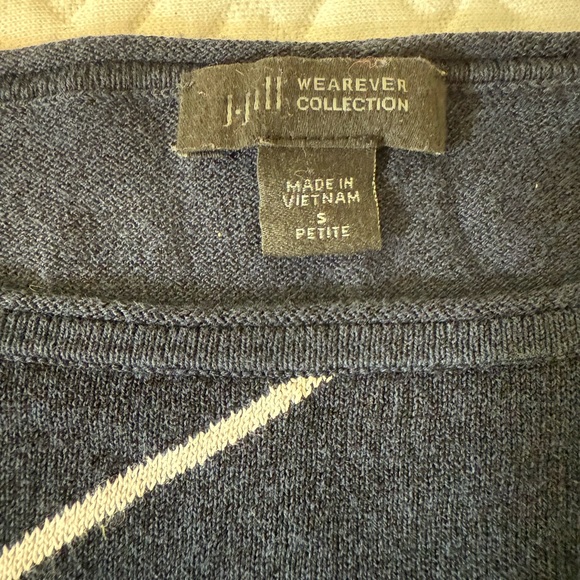 j.jill WEAREVER
COLLECTION
MADE IN
VIETNAM
S
PETITE